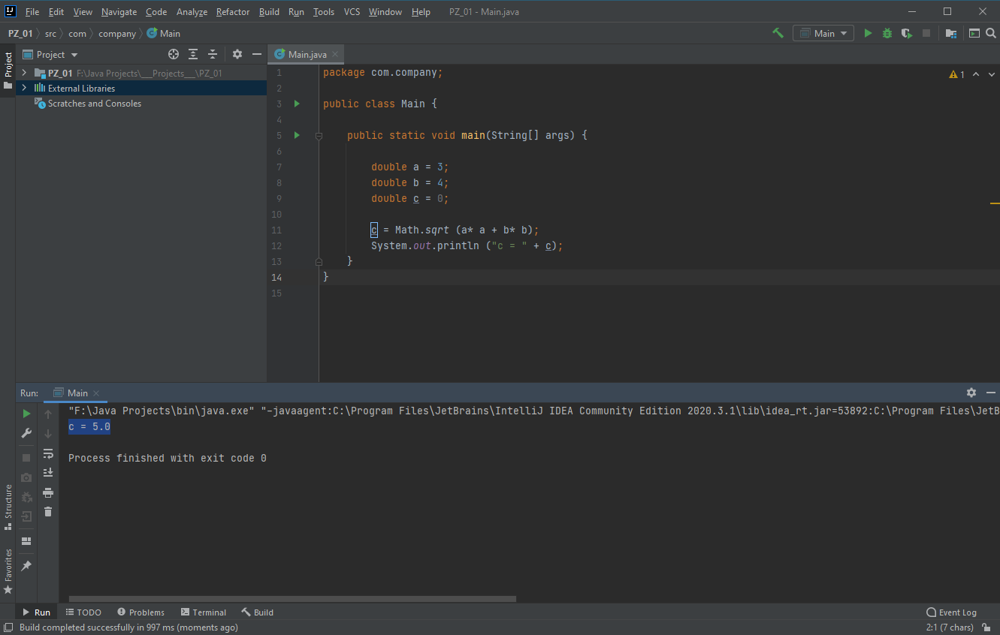 File Edit View Navigate Code Analyze Refactor Build Run Tools VCS Window Help PZ_01 - Main.java
PZ_01 src com company Main
Main
Project
Project
PZ_01 F:\Java Projects\___Projects___\PZ_01
External Libraries
Scratches and Consoles
Main.java
1 package com.company;
2
3 public class Main {
4
5 public static void main(String[] args) {
6
7 double a = 3;
8 double b = 4;
9 double c = 0;
10
11 c = Math.sqrt (a* a + b* b);
12 System.out.println ("c = " + c);
13 }
14 }
15
1
Run: Main
"F:\Java Projects\bin\java.exe" "-javaagent:C:\Program Files\JetBrains\IntelliJ IDEA Community Edition 2020.3.1\lib\idea_rt.jar=53892:C:\Program Files\JetB
c = 5.0
Process finished with exit code 0
Structure
Favorites
Run TODO Problems Terminal Build Event Log
Build completed successfully in 997 ms (moments ago) 2:1 (7 chars)